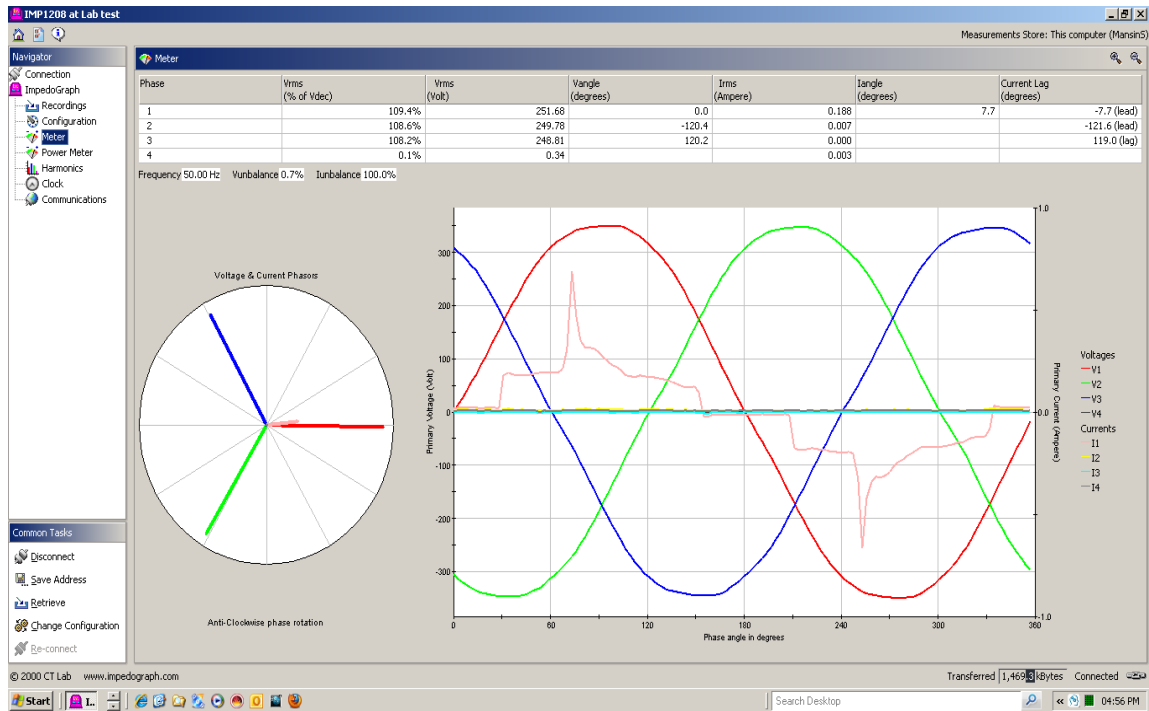 IMP1208 at Lab test
Measurements Store: This computer (MansinS)
Navigator
Connection
ImpedoGraph
Recordings
Configuration
Meter
Power Meter
Harmonics
Clock
Communications
Meter
Phase Vrms (% of Vdec) Vrms (Volt) Vangle (degrees) Irms (Ampere) Iangle (degrees) Current Lag (degrees)
1 109.4% 251.68 0.0 0.188 7.7 -7.7 (lead)
2 108.6% 249.78 -120.4 0.007 -121.6 (lead)
3 108.2% 248.81 120.2 0.000 119.0 (lag)
4 0.1% 0.34 0.003
Frequency 50.00 Hz Vunbalance 0.7% Iunbalance 100.0%
Voltage & Current Phasors
Anti-Clockwise phase rotation
Primary Voltage (Volt)
300
200
100
0
-100
-200
-300
0 60 120 180 240 300 360
Phase angle in degrees
1.0
0.0
-1.0
Primary Current (Ampere)
Voltages
V1
V2
V3
V4
Currents
I1
I2
I3
I4
Common Tasks
Disconnect
Save Address
Retrieve
Change Configuration
Re-connect
© 2000 CT Lab www.impedograph.com
Transferred 1,469.3 kBytes Connected
Start I.. Search Desktop « 04:56 PM